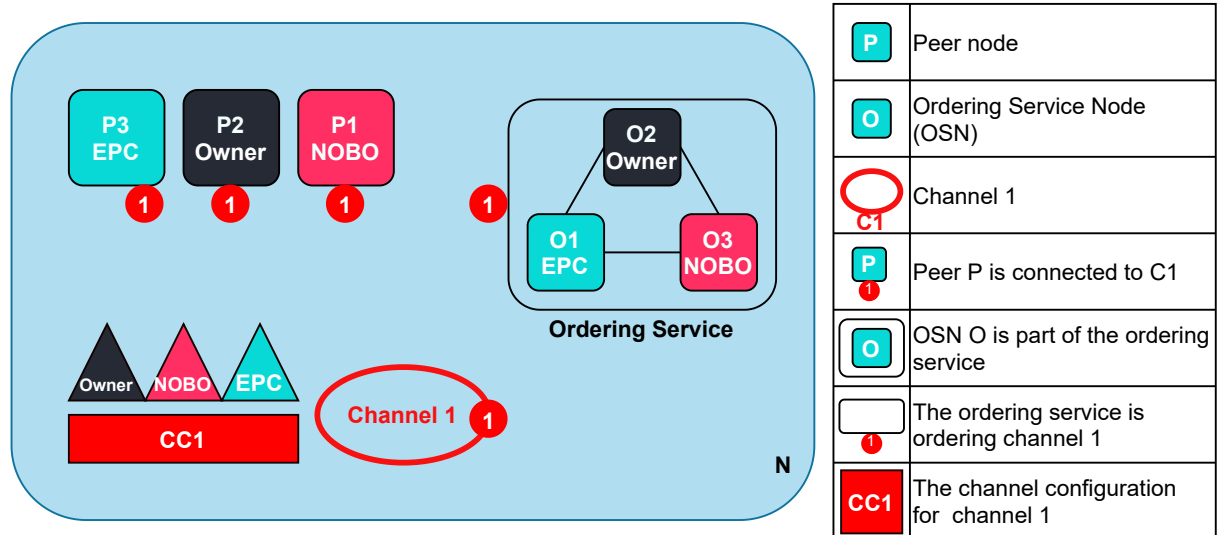 P3
EPC
1
P2
Owner
1
P1
NOBO
1
1
O2
Owner
O1
EPC
O3
NOBO
Ordering Service
Owner
NOBO
EPC
CC1
Channel 1
1
N
P
Peer node
O
Ordering Service Node
(OSN)
C1
Channel 1
P
1
Peer P is connected to C1
O
OSN O is part of the ordering
service
1
The ordering service is
ordering channel 1
CC1
The channel configuration
for channel 1